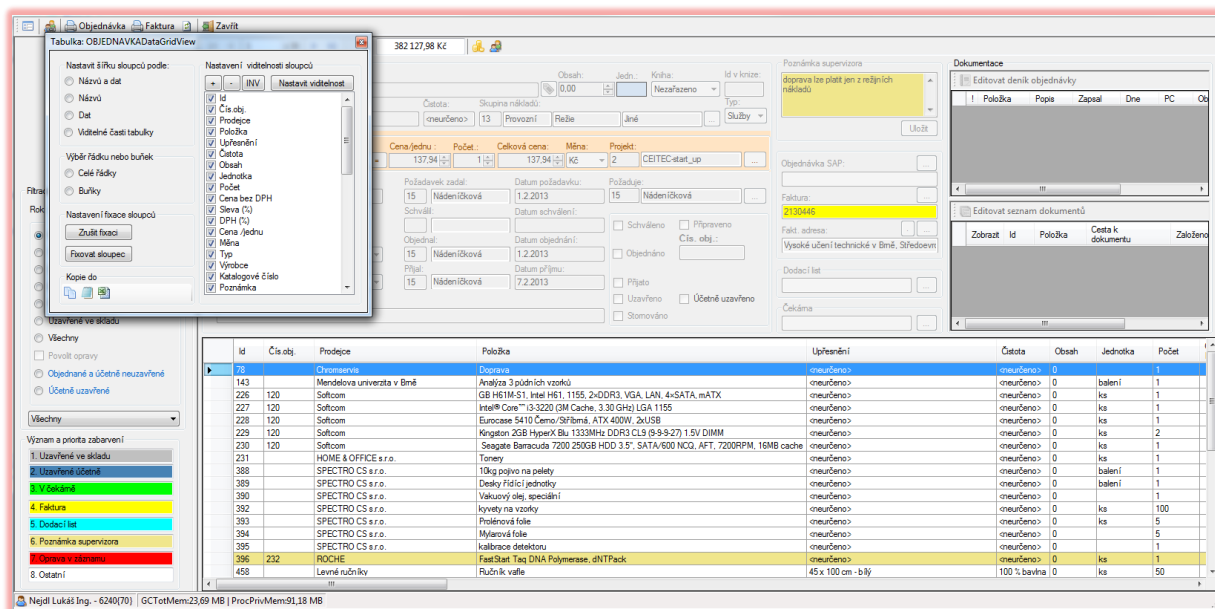 Objednávka Faktura Zavřít
Tabulka: OBJEDNAVKADataGridView
Nastavit šířku sloupců podle:
Názvů a dat
Názvů
Dat
Viditelné části tabulky
Výběr řádku nebo buňek
Celé řádky
Buňky
Nastavení fixace sloupců
Zrušit fixaci
Fixovat sloupec
Kopie do
Nastavení viditelnosti sloupců
+ - INV Nastavit viditelnost
Id
Čís.obj.
Prodejce
Položka
Upřesnění
Čistota
Obsah
Jednotka
Počet
Cena bez DPH
Sleva (%)
DPH (%)
Cena /jednu
Měna
Typ
Výrobce
Katalogové číslo
Poznámka
382 127,98 Kč
Obsah: Jedn.: Kniha: Id v knize:
0,00 Nezařazeno
Čistota: Skupina nákladů: Typ:
<neurčeno> 13 Provozní Režie Jiné ... Služby
Cena/jednu : Počet.: Celková cena: Měna: Projekt:
137,94 1 137,94 Kč 2 CEITEC-start_up ...
Požadavek zadal: Datum požadavku: Požaduje:
15 Nádeníčková 1.2.2013 15 Nádeníčková ...
Schválil: Datum schválení:
Schváleno Připraveno
Objednal: Datum objednání: Čís. obj.:
15 Nádeníčková 4.2.2013 Objednáno
Přijal: Datum příjmu:
15 Nádeníčková 7.2.2013 Přijato
Uzavřeno Účetně uzavřeno
Stornováno
Poznámka supervizora
doprava lze platit jen z režijních
nákladů
Uložit
Objednávka SAP:
...
Faktura:
2130446
Fakt. adresa:
Vysoké učení technické v Brně, Středoevro
Dodací list
...
Čekárna
...
Dokumentace
Editovat deník objednávky
! Položka Popis Zapsal Dne PC Ob
Editovat seznam dokumentů
Zobrazit Id Položka Cesta k dokumentu Založeno
Filtrac
Rok
Uzavřené ve skladu
Všechny
Povolit opravy
Objednané a účetně neuzavřené
Účetně uzavřené
Všechny
Význam a priorita zabarvení
1. Uzavřené ve skladu
2. Uzavřené účetně
3. V čekárně
4. Faktura
5. Dodací list
6. Poznámka supervizora
7. Oprava v záznamu
8. Ostatní
Id Čís.obj. Prodejce Položka Upřesnění Čistota Obsah Jednotka Počet
78 Chromservis Doprava <neurčeno> <neurčeno> 0 1
143 Mendelova univerzita v Brně Analýza 3 půdních vzorků <neurčeno> <neurčeno> 0 balení 1
226 120 Softcom GB H61M-S1, Intel H61, 1155, 2×DDR3, VGA, LAN, 4×SATA, mATX <neurčeno> <neurčeno> 0 ks 1
227 120 Softcom Intel® Core™ i3-3220 (3M Cache, 3.30 GHz) LGA 1155 <neurčeno> <neurčeno> 0 ks 1
228 120 Softcom Eurocase 5410 Černo/Stříbrná, ATX 400W, 2xUSB <neurčeno> <neurčeno> 0 ks 1
229 120 Softcom Kingston 2GB HyperX Blu 1333MHz DDR3 CL9 (9-9-9-27) 1.5V DIMM <neurčeno> <neurčeno> 0 ks 2
230 120 Softcom Seagate Barracuda 7200 250GB HDD 3.5", SATA/600 NCQ, AFT, 7200RPM, 16MB cache <neurčeno> <neurčeno> 0 ks 1
231 HOME & OFFICE s.r.o. Tonery <neurčeno> <neurčeno> 0 ks 1
388 SPECTRO CS s.r.o. 10kg pojivo na pelety <neurčeno> <neurčeno> 0 balení 1
389 SPECTRO CS s.r.o. Desky řídící jednotky <neurčeno> <neurčeno> 0 balení 1
390 SPECTRO CS s.r.o. Vakuový olej, speciální <neurčeno> <neurčeno> 0 1
392 SPECTRO CS s.r.o. kyvety na vzorky <neurčeno> <neurčeno> 0 ks 100
393 SPECTRO CS s.r.o. Prolénová folie <neurčeno> <neurčeno> 0 ks 5
394 SPECTRO CS s.r.o. Mylarová folie <neurčeno> <neurčeno> 0 5
395 SPECTRO CS s.r.o. kalibrace detektoru <neurčeno> <neurčeno> 0 1
396 232 ROCHE FastStart Taq DNA Polymerase, dNTPack <neurčeno> <neurčeno> 0 ks 1
458 Levné ručníky Ručník vafle 45 x 100 cm - bílý 100 % bavlna 0 ks 50
Nejdl Lukáš Ing. - 6240(70) GCTotMem:23,69 MB | ProcPrivMem:91,18 MB